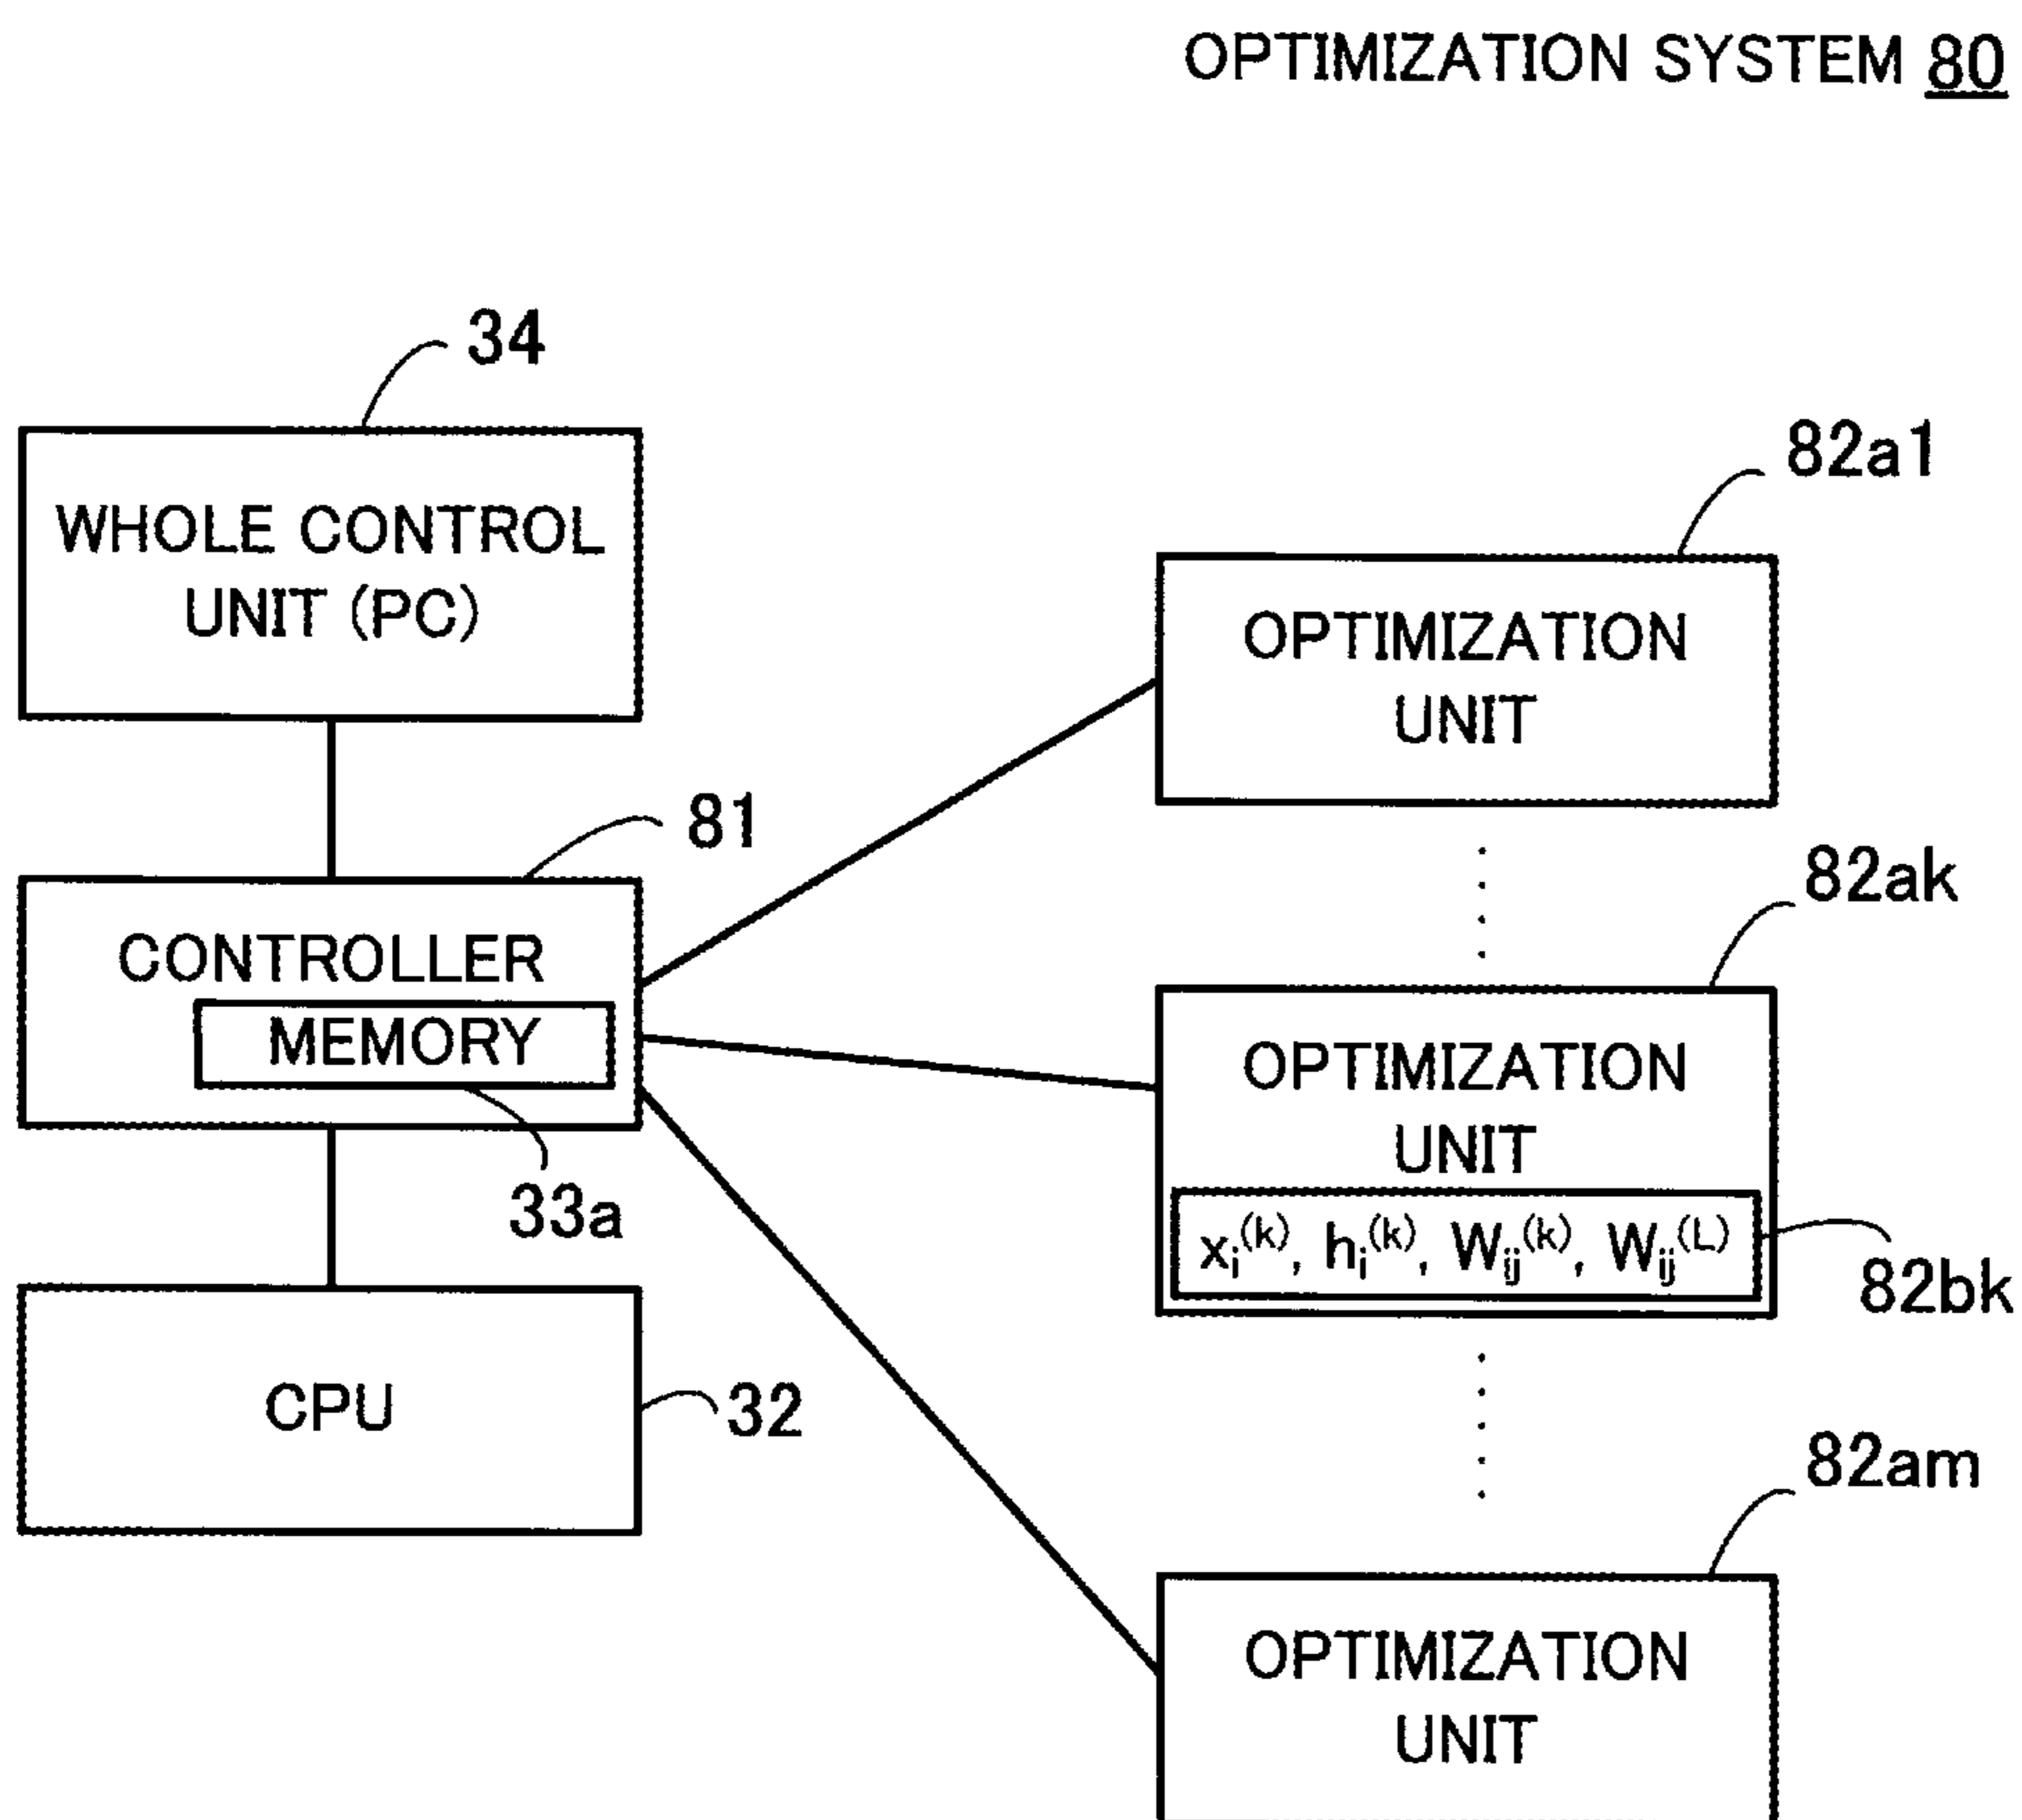 OPTIMIZATION SYSTEM 80
34
WHOLE CONTROL
UNIT (PC)
82a1
OPTIMIZATION
UNIT
81
CONTROLLER
MEMORY
33a
82ak
OPTIMIZATION
UNIT
xᵢ⁽ᵏ⁾, hᵢ⁽ᵏ⁾, Wᵢⱼ⁽ᵏ⁾, Wᵢⱼ⁽ᴸ⁾
82bk
CPU
32
82am
OPTIMIZATION
UNIT